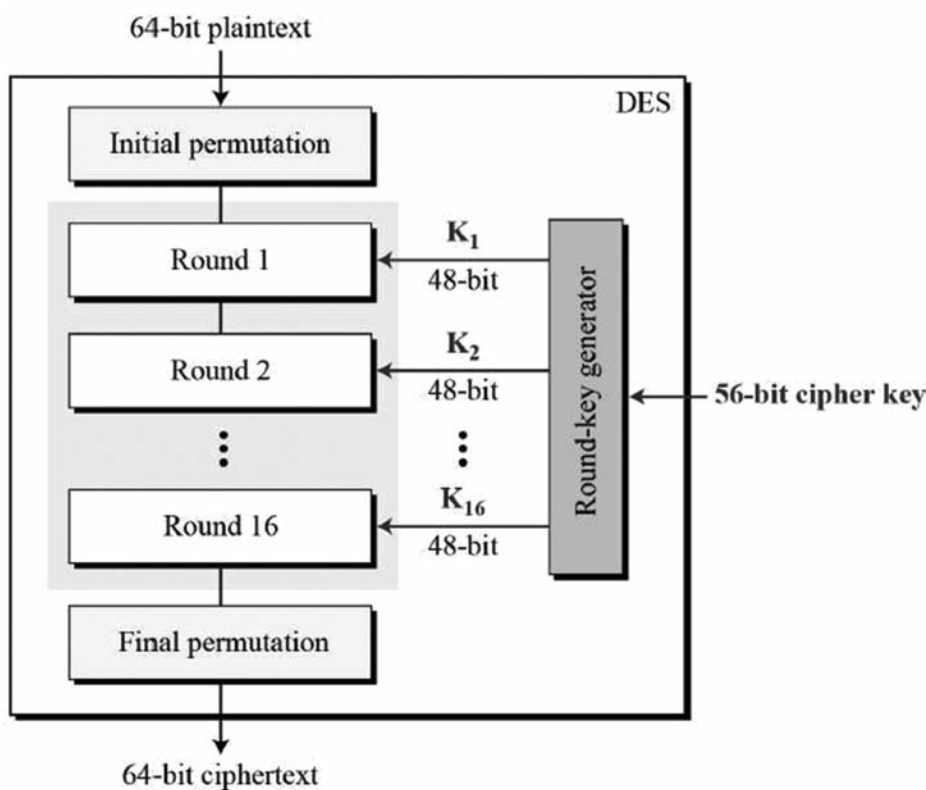 64-bit plaintext
DES
Initial permutation
Round 1
K₁
48-bit
Round 2
K₂
48-bit
Round 16
K₁₆
48-bit
Round-key generator
56-bit cipher key
Final permutation
64-bit ciphertext